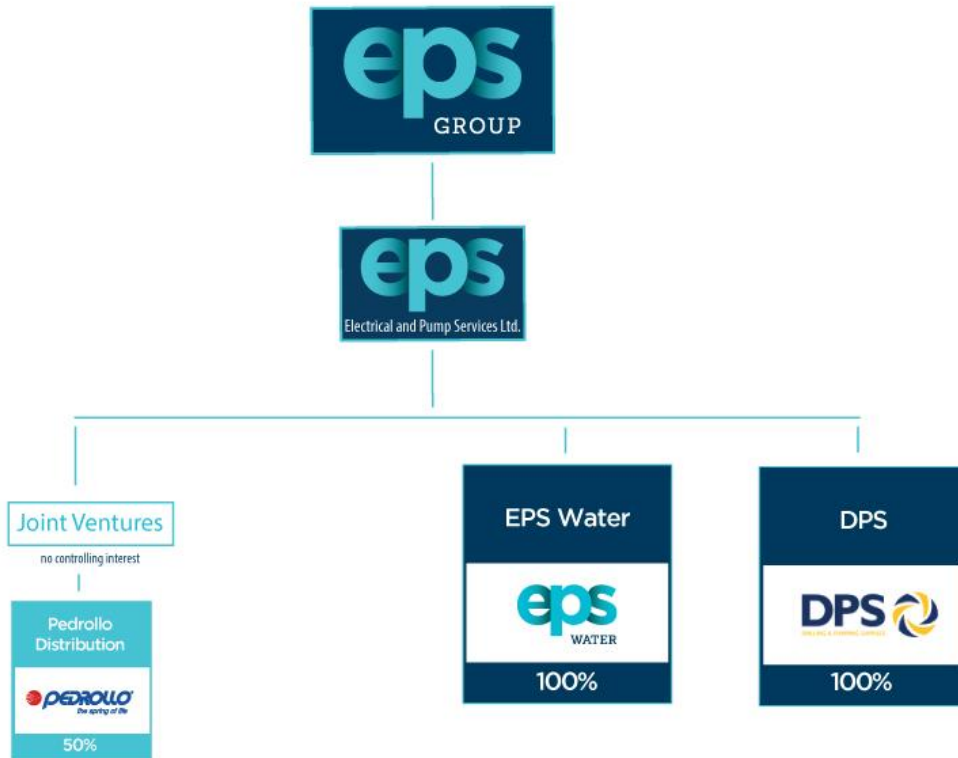 eps
GROUP
eps
Electrical and Pump Services Ltd.
Joint Ventures
no controlling interest
Pedrollo
Distribution
PEDROLLO
the spring of life
50%
EPS Water
eps
WATER
100%
DPS
DPS
100%